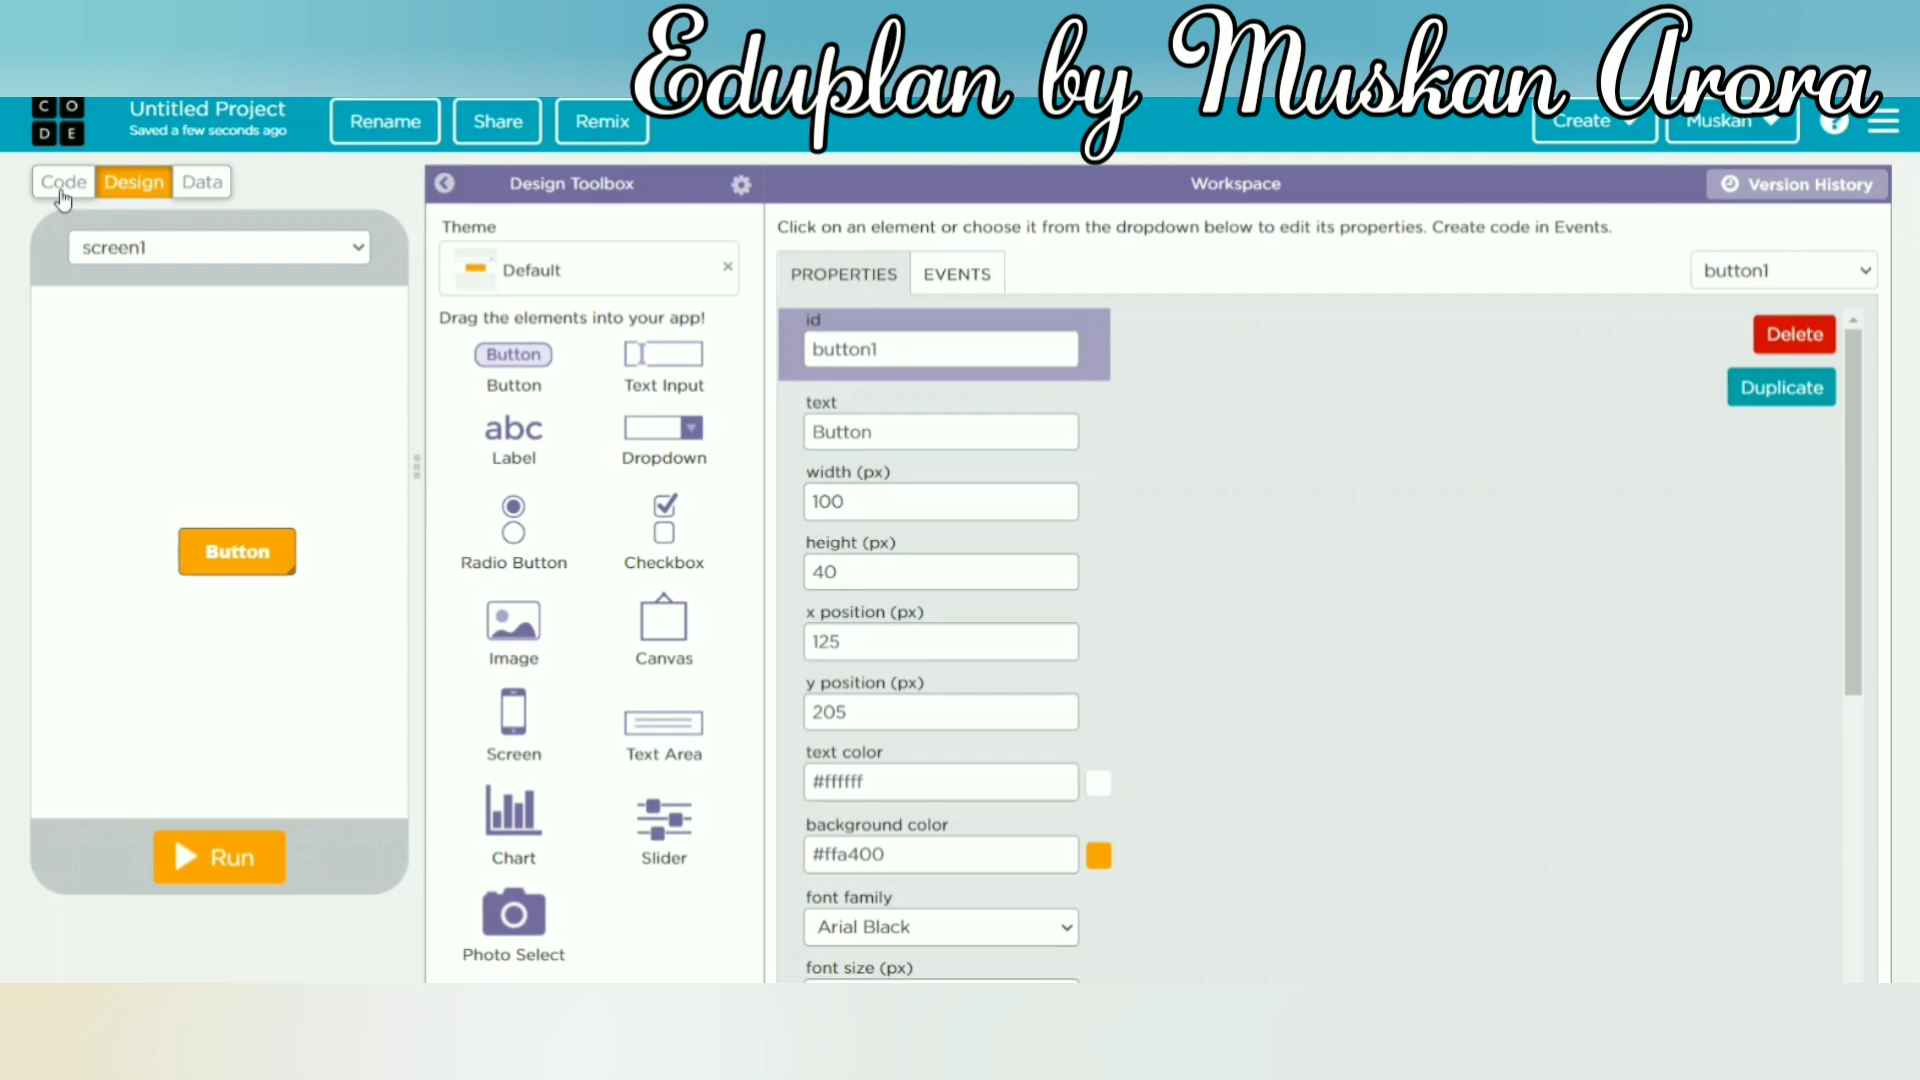 Eduplan by Muskan Arora
C O
D E
Untitled Project
Saved a few seconds ago
Rename
Share
Remix
Create
Muskan
?
Code
Design
Data
screen1
Button
Run
Design Toolbox
Theme
Default
×
Drag the elements into your app!
Button
Button
Text Input
abc
Label
Dropdown
Radio Button
Checkbox
Image
Canvas
Screen
Text Area
Chart
Slider
Photo Select
Workspace
Version History
Click on an element or choose it from the dropdown below to edit its properties. Create code in Events.
PROPERTIES
EVENTS
button1
Delete
Duplicate
id
button1
text
Button
width (px)
100
height (px)
40
x position (px)
125
y position (px)
205
text color
#ffffff
background color
#ffa400
font family
Arial Black
font size (px)